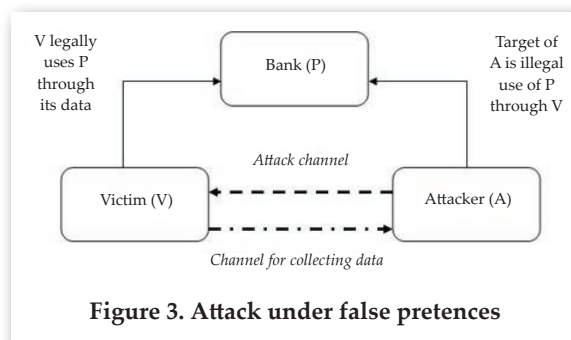 V legally
uses P
through
its data
Bank (P)
Target of
A is illegal
use of P
through V
Attack channel
Victim (V)
Attacker (A)
Channel for collecting data
Figure 3. Attack under false pretences